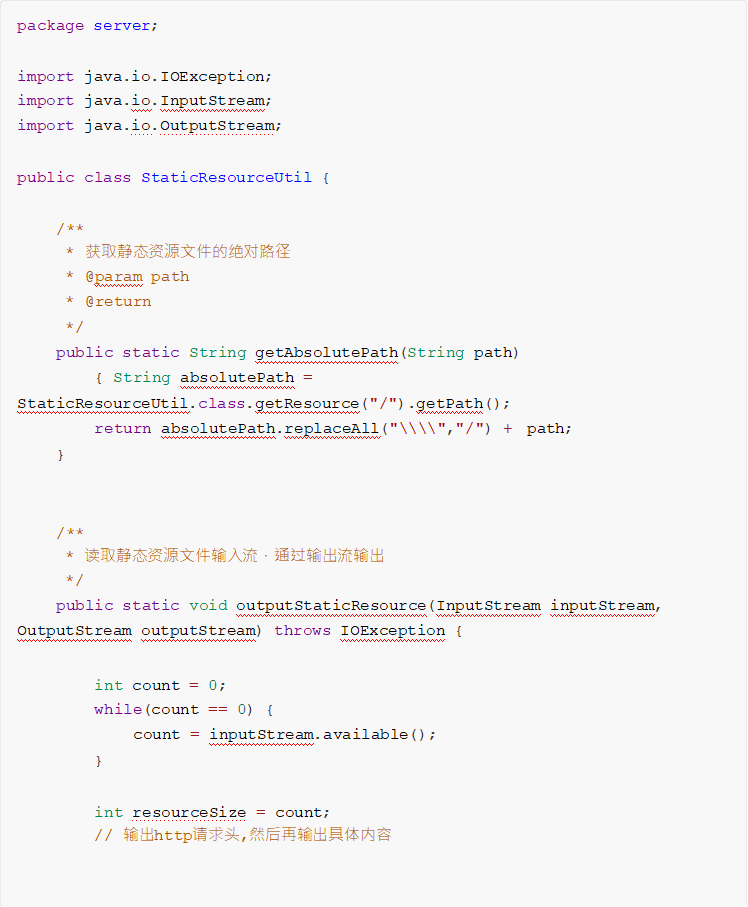 package server;
import java.io.IOException;
import java.io.InputStream;
import java.io.OutputStream;
public class StaticResourceUtil {
/**
* 获取静态资源文件的绝对路径
* @param path
* @return
*/
public static String getAbsolutePath(String path)
{ String absolutePath =
StaticResourceUtil.class.getResource("/").getPath();
return absolutePath.replaceAll("\\\\","/") + path;
}
/**
* 读取静态资源文件输入流,通过输出流输出
*/
public static void outputStaticResource(InputStream inputStream,
OutputStream outputStream) throws IOException {
int count = 0;
while(count == 0) {
count = inputStream.available();
}
int resourceSize = count;
// 输出http请求头,然后再输出具体内容